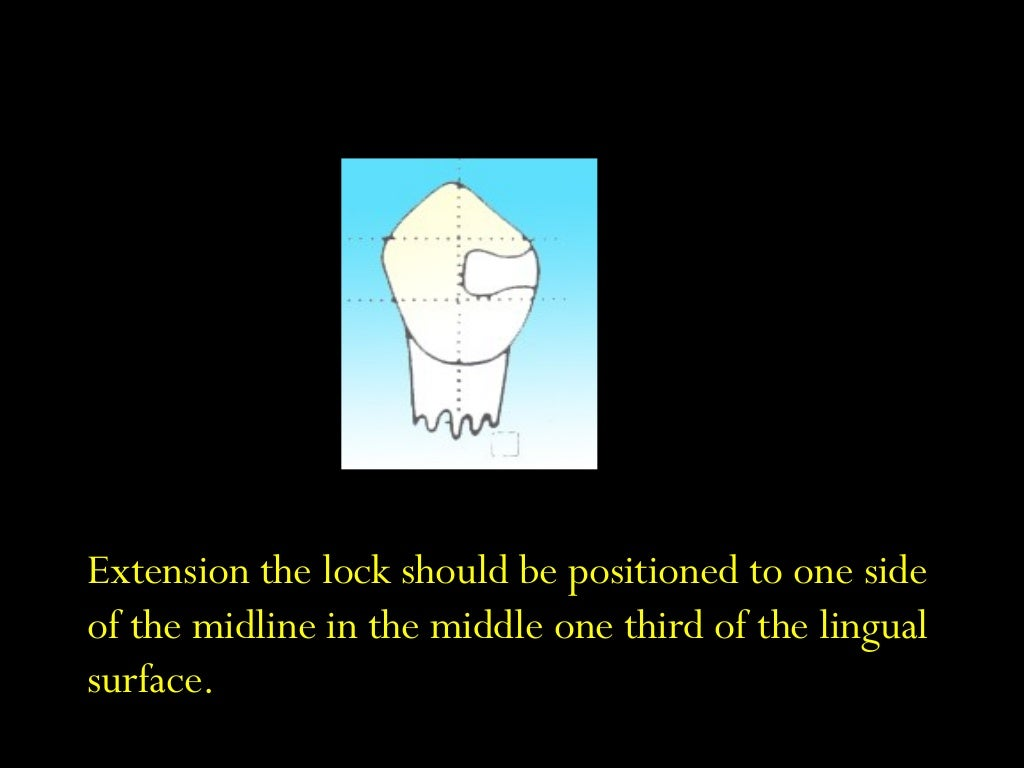 Extension the lock should be positioned to one side
of the midline in the middle one third of the lingual
surface.